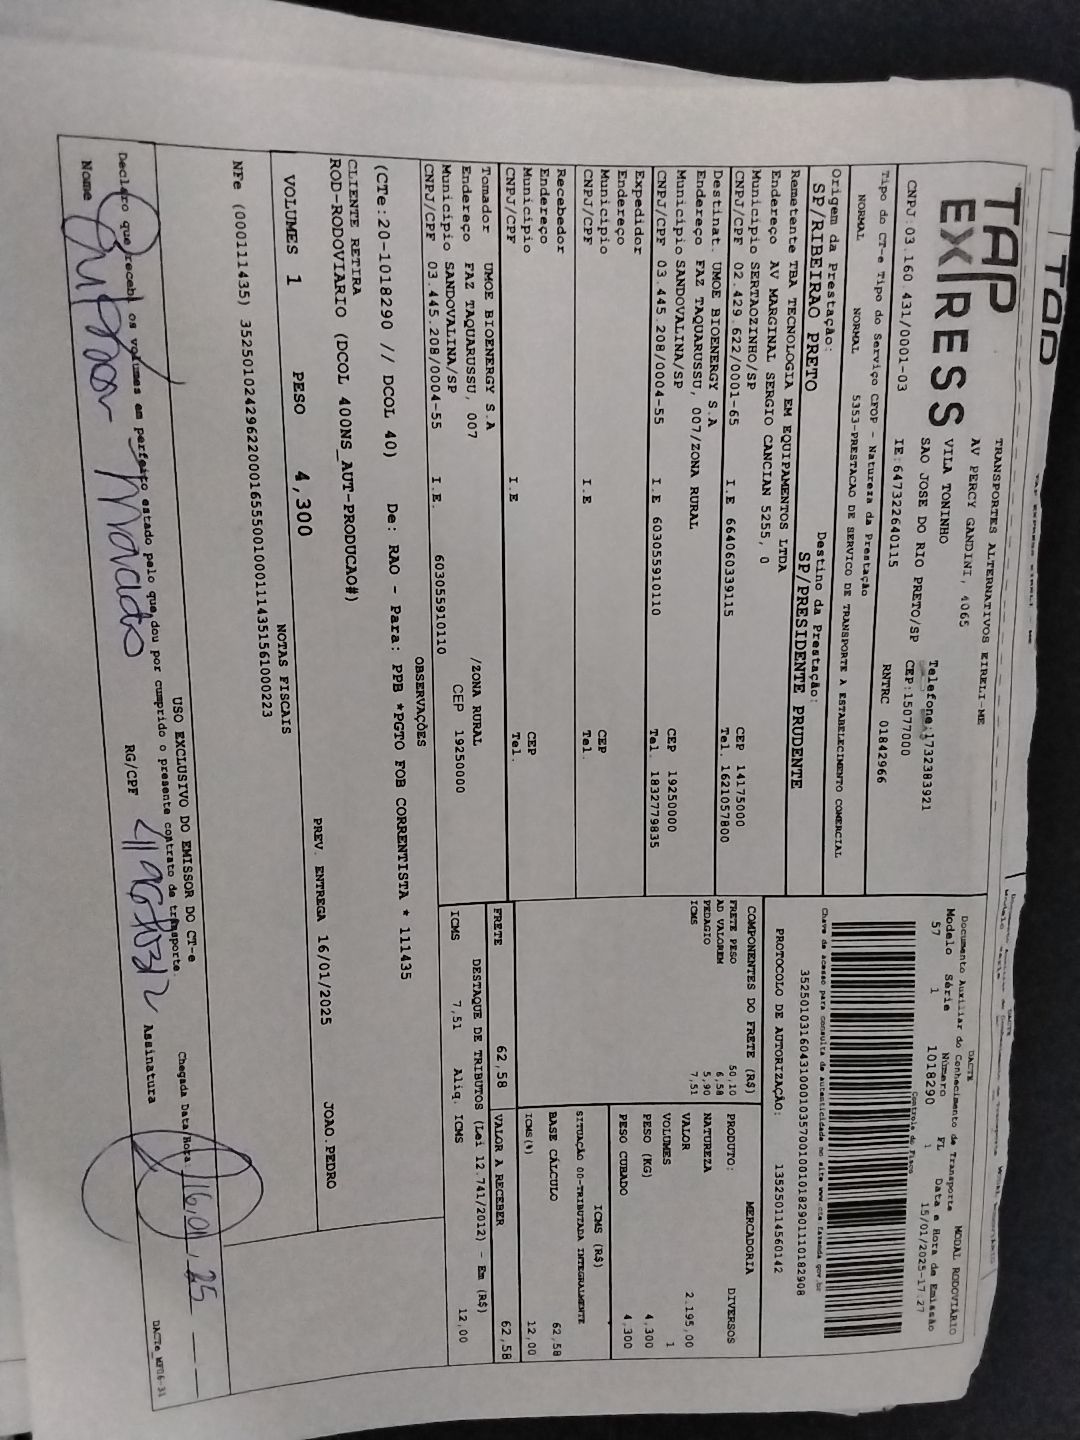 TAP
TAP
EXPRESS
TRANSPORTES ALTERNATIVOS EIRELI-ME
AV PERCY GANDINI, 1065
VILA TONINHO
SAO JOSE DO RIO PRETO/SP
Telefone:1732383921
CEP:15077000
CNPJ:03.160.431/0001-03
IE:647322640115
RNTRC 01842966
DACTE
Documento Auxiliar do Conhecimento de Transporte
MODAL RODOVIÁRIO
Modelo Série Número FL Data e Hora de Emissão
57 1 1018290 1 15/01/2025-17:27
Controle do Fisco
Tipo do CT-e Tipo do Serviço CFOP - Natureza da Prestação
NORMAL NORMAL 5353-PRESTACAO DE SERVICO DE TRANSPORTE A ESTABELECIMENTO COMERCIAL
Chave de acesso para consulta de autenticidade no site www.cte.fazenda.gov.br
35250103160431000103570010010182901110182908
PROTOCOLO DE AUTORIZAÇÃO: 135250114560142
Origem da Prestação: Destino da Prestação:
SP/RIBEIRAO PRETO SP/PRESIDENTE PRUDENTE
Remetente TBA TECNOLOGIA EM EQUIPAMENTOS LTDA
Endereço AV MARGINAL SERGIO CANCIAN 5255, 0
Município SERTAOZINHO/SP CEP 14175000
CNPJ/CPF 02.429.622/0001-65 I.E 664060339115 Tel. 1621057800
Destinat. UMOE BIOENERGY S.A
Endereço FAZ TAQUARUSSU, 007/ZONA RURAL
Município SANDOVALINA/SP CEP 19250000
CNPJ/CPF 03.445.208/0004-55 I.E 603055910110 Tel. 1832779835
Expedidor
Endereço
Município CEP
CNPJ/CPF I.E Tel.
Recebedor
Endereço
Município CEP
CNPJ/CPF I.E Tel.
Tomador UMOE BIOENERGY S.A
Endereço FAZ TAQUARUSSU, 007 /ZONA RURAL
Município SANDOVALINA/SP CEP 19250000
CNPJ/CPF 03.445.208/0004-55 I.E. 603055910110
COMPONENTES DO FRETE (R$)
FRETE PESO 50,10
AD VALOREM 6,58
PEDAGIO 5,90
ICMS 7,51
MERCADORIA
PRODUTO: DIVERSOS
NATUREZA
VALOR 2.195,00
VOLUMES 1
PESO (KG) 4,300
PESO CUBADO 4,300
ICMS (R$)
SITUAÇÃO 00-TRIBUTADA INTEGRALMENTE
BASE CÁLCULO 62,58
ICMS(%) 12,00
FRETE 62,58 VALOR A RECEBER 62,58
DESTAQUE DE TRIBUTOS (Lei 12.741/2012) - Em (R$)
ICMS 7,51 Aliq. ICMS 12,00
OBSERVAÇÕES
(CTe:20-1018290 // DCOL 40) De: RAO - Para: PPB *PGTO FOB CORRENTISTA * 111435
CLIENTE RETIRA
ROD-RODOVIARIO (DCOL 400NS_AUT-PRODUCAO#)
PREV. ENTREGA 16/01/2025 JOAO.PEDRO
VOLUMES 1 PESO 4,300
NOTAS FISCAIS
NFe (000111435) 35250102429622000165550010001114351561000223
USO EXCLUSIVO DO EMISSOR DO CT-e
Declaro que recebi os volumes em perfeito estado pelo que dou por cumprido o presente contrato de transporte.
Chegada Data/Hora 16,01,25
Nome RG/CPF Assinatura
DACTe_MF06-31